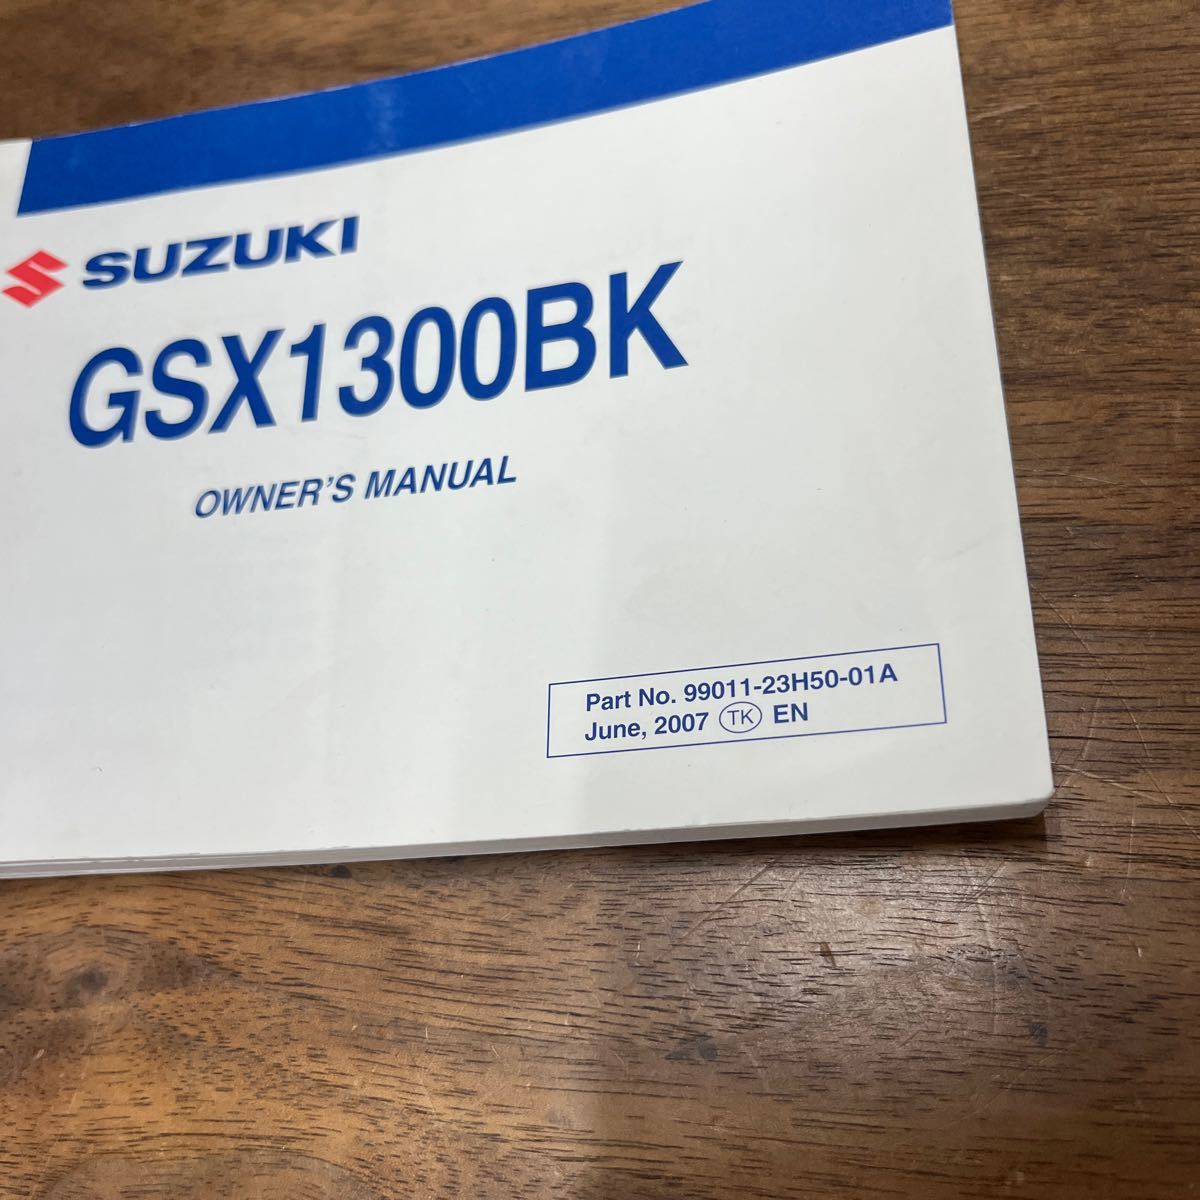 SUZUKI
GSX1300BK
OWNER'S MANUAL
Part No. 99011-23H50-01A
June, 2007 TK EN